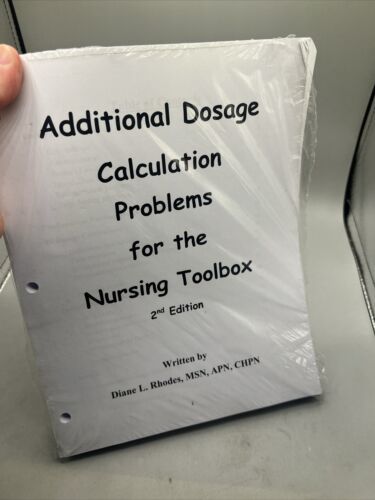 Additional Dosage
Calculation
Problems
for the
Nursing Toolbox
2nd Edition
Written by
Diane L. Rhodes, MSN, APN, CHPN